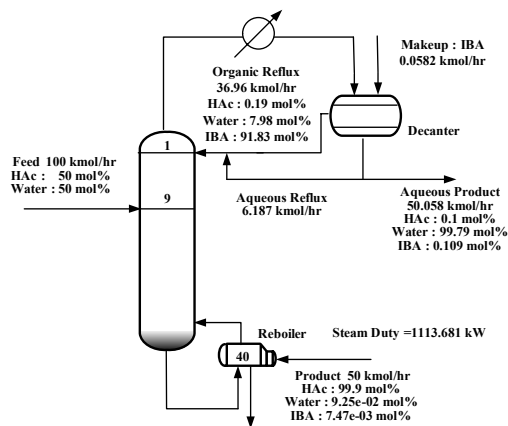 Makeup : IBA
0.0582 kmol/hr
Organic Reflux
36.96 kmol/hr
HAc : 0.19 mol%
Water : 7.98 mol%
IBA : 91.83 mol%
Decanter
1
Feed 100 kmol/hr
HAc : 50 mol%
Water : 50 mol%
9
Aqueous Reflux
6.187 kmol/hr
Aqueous Product
50.058 kmol/hr
HAc : 0.1 mol%
Water : 99.79 mol%
IBA : 0.109 mol%
Reboiler
Steam Duty =1113.681 kW
40
Product 50 kmol/hr
HAc : 99.9 mol%
Water : 9.25e-02 mol%
IBA : 7.47e-03 mol%